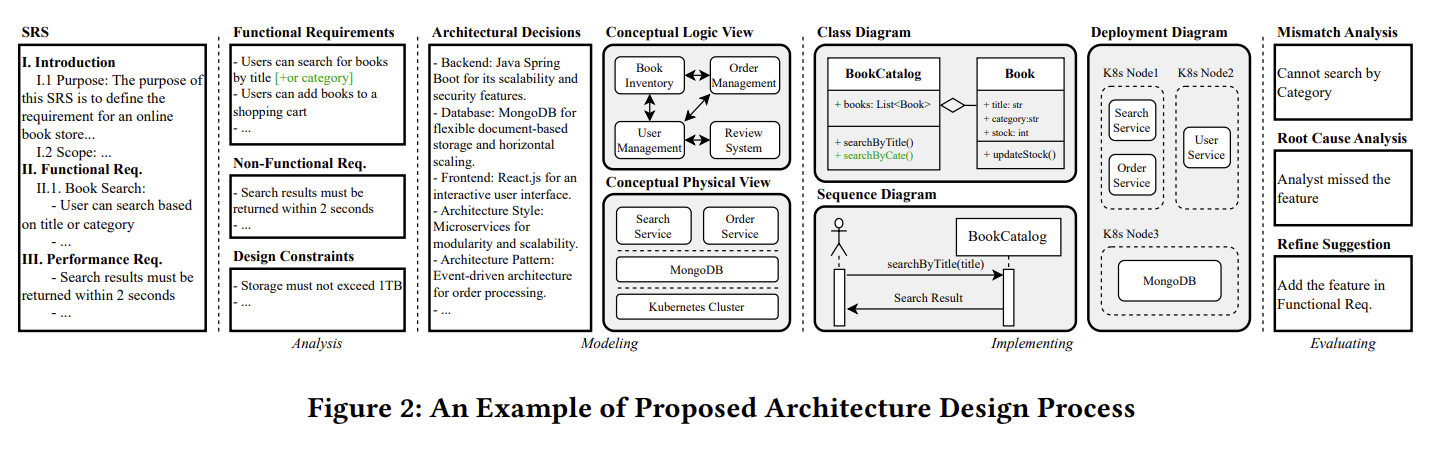 SRS
I. Introduction
I.1 Purpose: The purpose of
this SRS is to define the
requirement for an online
book store...
I.2 Scope: ...
II. Functional Req.
II.1. Book Search:
- User can search based
on title or category
- ...
III. Performance Req.
- Search results must be
returned within 2 seconds
- ...
Functional Requirements
- Users can search for books
by title [+or category]
- Users can add books to a
shopping cart
- ...
Non-Functional Req.
- Search results must be
returned within 2 seconds
- ...
Design Constraints
- Storage must not exceed 1TB
- ...
Analysis
Architectural Decisions
- Backend: Java Spring
Boot for its scalability and
security features.
- Database: MongoDB for
flexible document-based
storage and horizontal
scaling.
- Frontend: React.js for an
interactive user interface.
- Architecture Style:
Microservices for
modularity and scalability.
- Architecture Pattern:
Event-driven architecture
for order processing.
- ...
Conceptual Logic View
Book
Inventory
Order
Management
User
Management
Review
System
Conceptual Physical View
Search
Service
Order
Service
MongoDB
Kubernetes Cluster
Modeling
Class Diagram
BookCatalog
+ books: List<Book>
+ searchByTitle()
+ searchByCate()
Book
+ title: str
+ category:str
+ stock: int
+ updateStock()
Sequence Diagram
BookCatalog
searchByTitle(title)
Search Result
Deployment Diagram
K8s Node1
Search
Service
Order
Service
K8s Node2
User
Service
K8s Node3
MongoDB
Implementing
Mismatch Analysis
Cannot search by
Category
Root Cause Analysis
Analyst missed the
feature
Refine Suggestion
Add the feature in
Functional Req.
Evaluating
Figure 2: An Example of Proposed Architecture Design Process